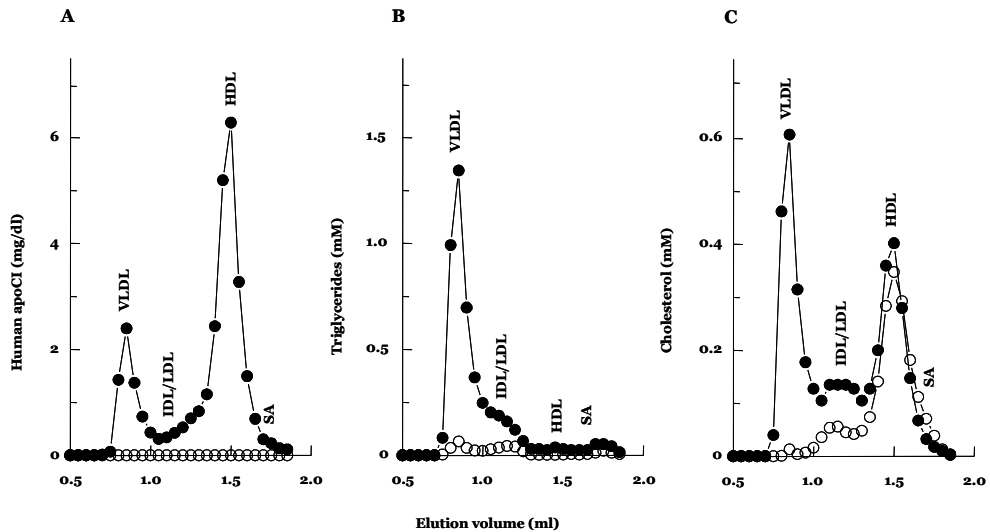 A
B
C
Human apoCI (mg/dl)
6
4
2
0
VLDL
IDL/LDL
HDL
SA
0.5
1.0
1.5
2.0
Triglycerides (mM)
1.5
1.0
0.5
0
VLDL
IDL/LDL
HDL
SA
0.5
1.0
1.5
2.0
Cholesterol (mM)
0.6
0.4
0.2
0
VLDL
IDL/LDL
HDL
SA
0.5
1.0
1.5
2.0
Elution volume (ml)